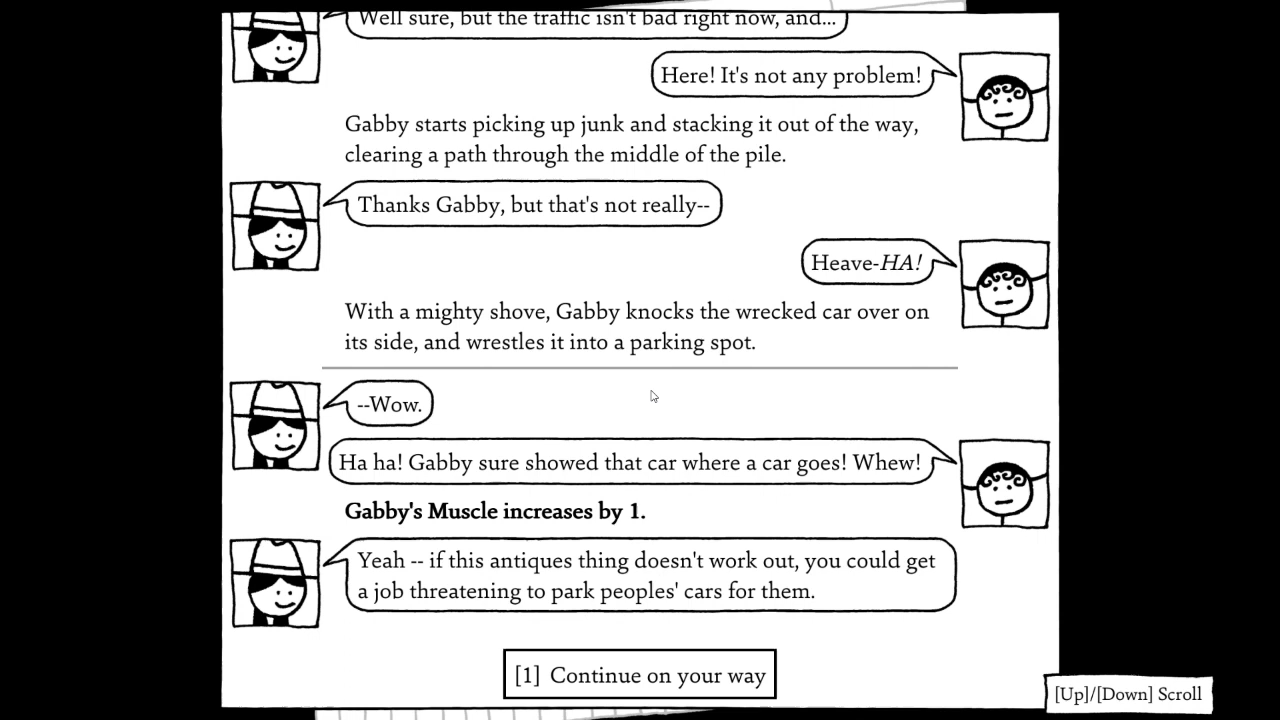 Well sure, but the traffic isn't bad right now, and...
Here! It's not any problem!
Gabby starts picking up junk and stacking it out of the way,
clearing a path through the middle of the pile.
Thanks Gabby, but that's not really--
Heave-HA!
With a mighty shove, Gabby knocks the wrecked car over on
its side, and wrestles it into a parking spot.
--Wow.
Ha ha! Gabby sure showed that car where a car goes! Whew!
Gabby's Muscle increases by 1.
Yeah -- if this antiques thing doesn't work out, you could get
a job threatening to park peoples' cars for them.
[1] Continue on your way
[Up]/[Down] Scroll